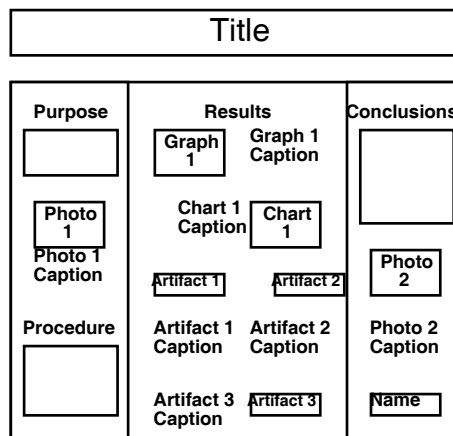 Title
Purpose
Photo
1
Photo 1
Caption
Procedure
Results
Graph
1
Graph 1
Caption
Chart 1
Caption
Chart
1
Artifact 1
Artifact 2
Artifact 1
Caption
Artifact 2
Caption
Artifact 3
Caption
Artifact 3
Conclusions
Photo
2
Photo 2
Caption
Name